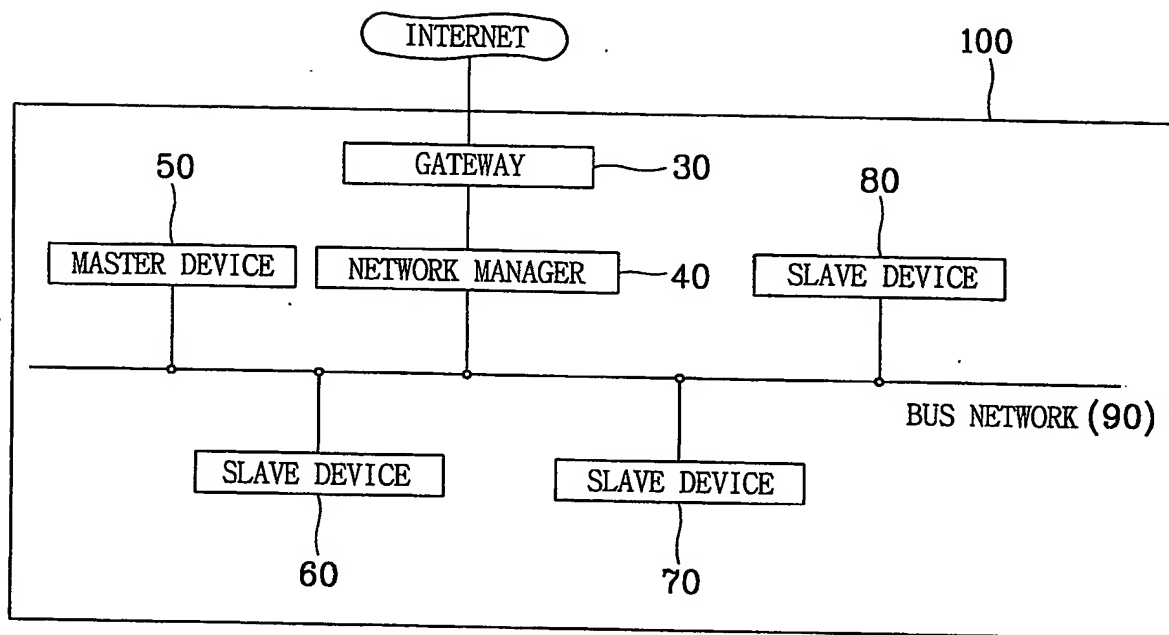 INTERNET
100
50
GATEWAY
30
80
MASTER DEVICE
NETWORK MANAGER
40
SLAVE DEVICE
BUS NETWORK (90)
SLAVE DEVICE
SLAVE DEVICE
60
70